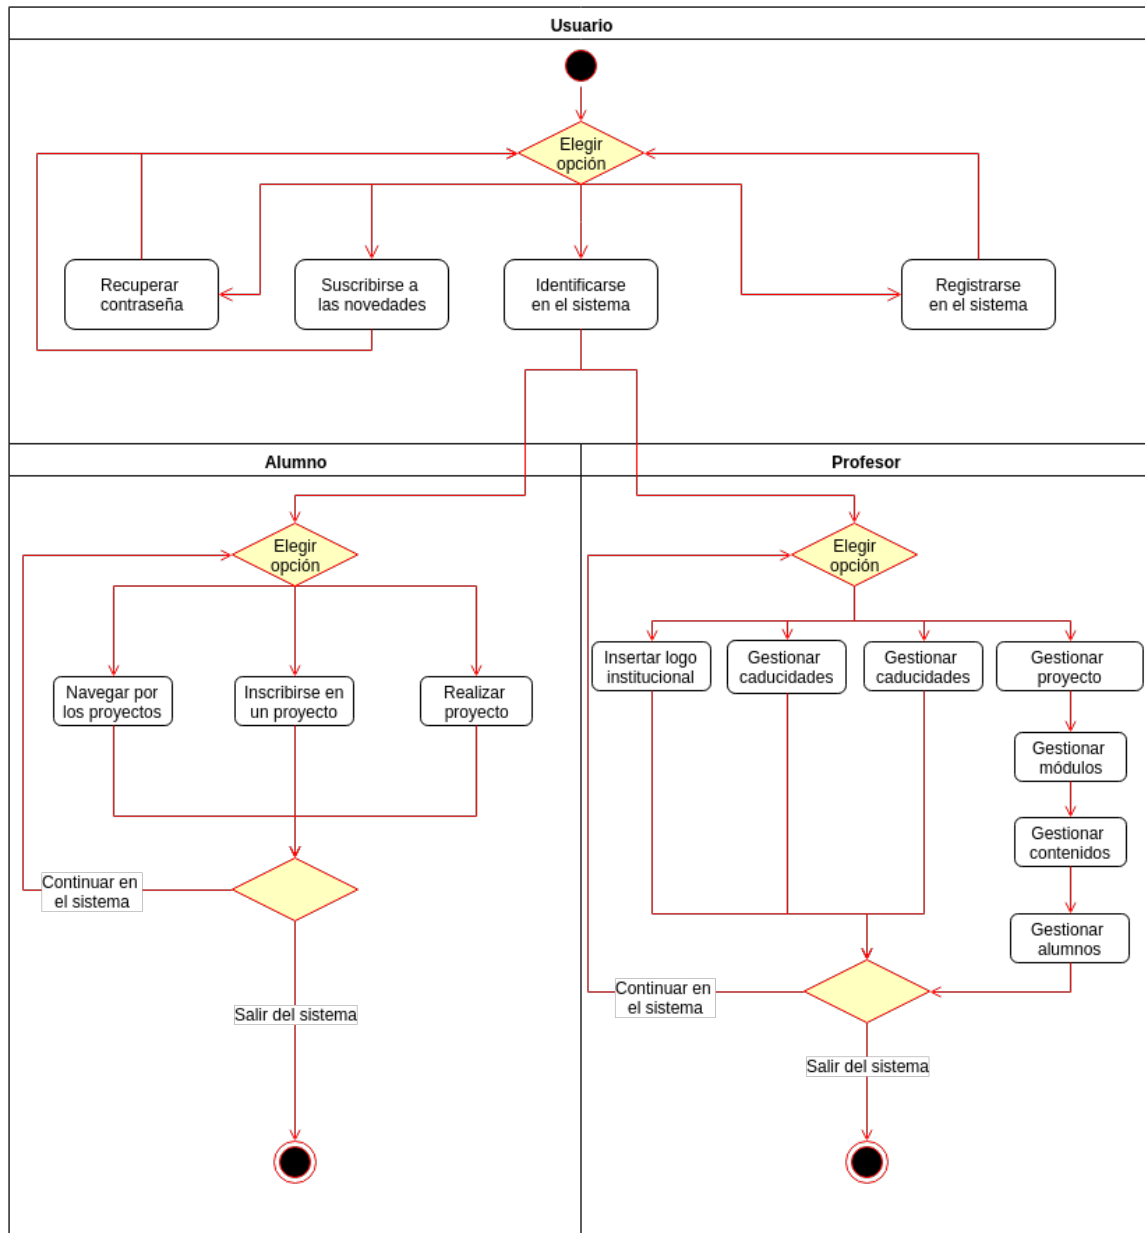 Usuario
Elegir
opción
Recuperar
contraseña
Suscribirse a
las novedades
Identificarse
en el sistema
Registrarse
en el sistema
Alumno
Elegir
opción
Navegar por
los proyectos
Inscribirse en
un proyecto
Realizar
proyecto
Continuar en
el sistema
Salir del sistema
Profesor
Elegir
opción
Insertar logo
institucional
Gestionar
caducidades
Gestionar
caducidades
Gestionar
proyecto
Gestionar
módulos
Gestionar
contenidos
Gestionar
alumnos
Continuar en
el sistema
Salir del sistema